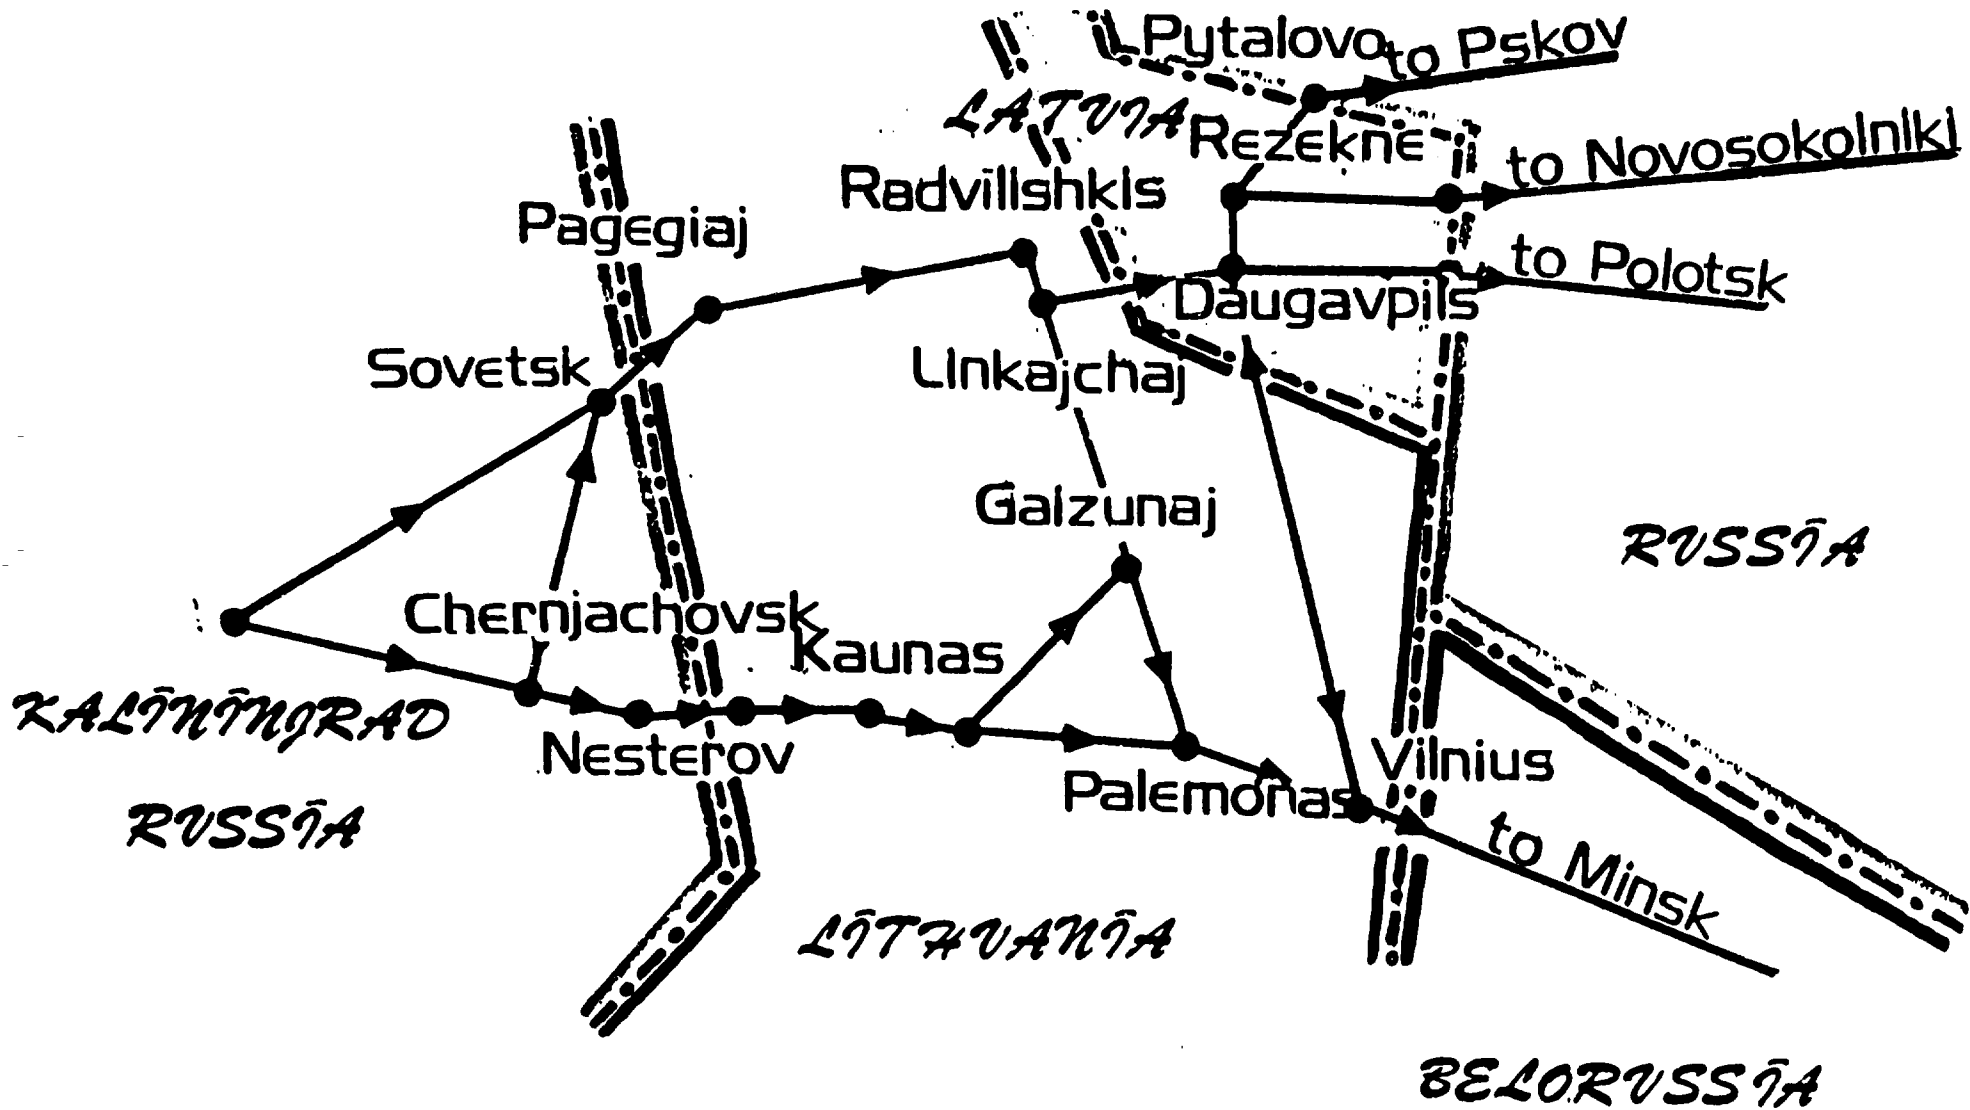 Pytalovo
to Pskov
LATVIA
Rezekne
to Novosokolniki
Radvilishkis
Pagegiaj
to Polotsk
Daugavpils
Sovetsk
Linkajchaj
Gaizunaj
RUSSIA
Chernjachovsk
Kaunas
KALININGRAD
Nesterov
Vilnius
Palemonas
RUSSIA
to Minsk
LITHUANIA
BELORUSSIA